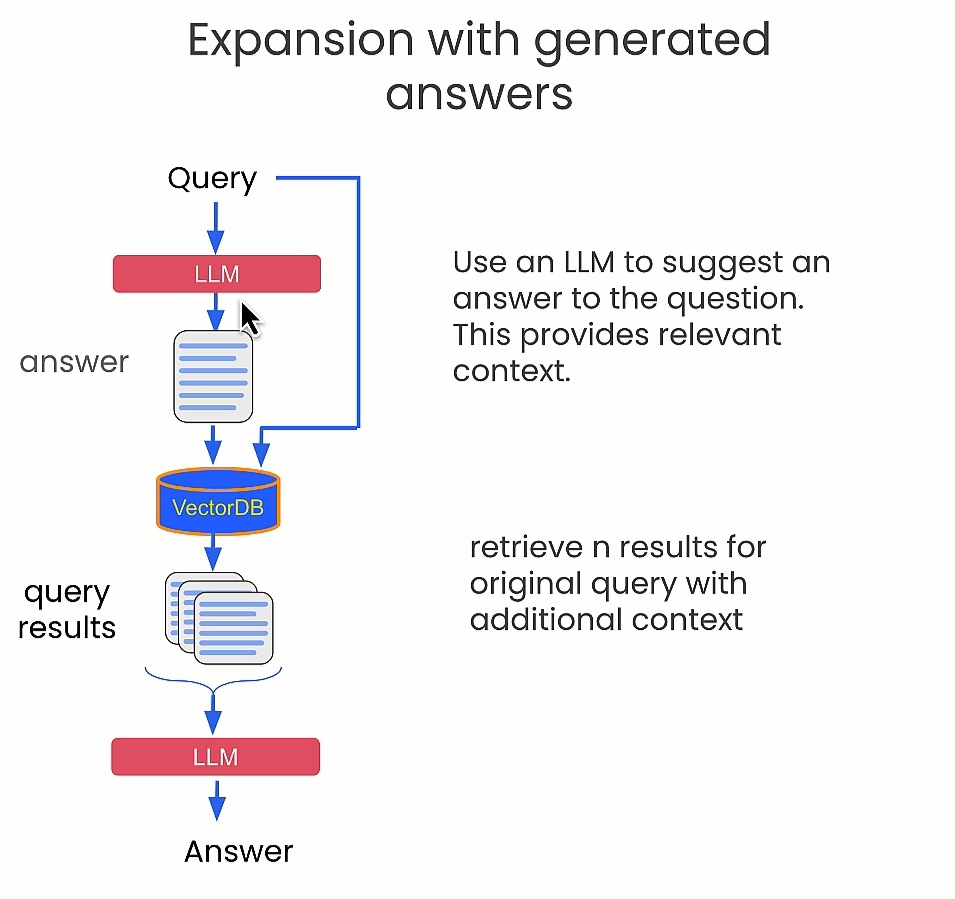 Expansion with generated
answers
Query
LLM
Use an LLM to suggest an
answer to the question.
This provides relevant
context.
answer
VectorDB
retrieve n results for
original query with
additional context
query
results
LLM
Answer